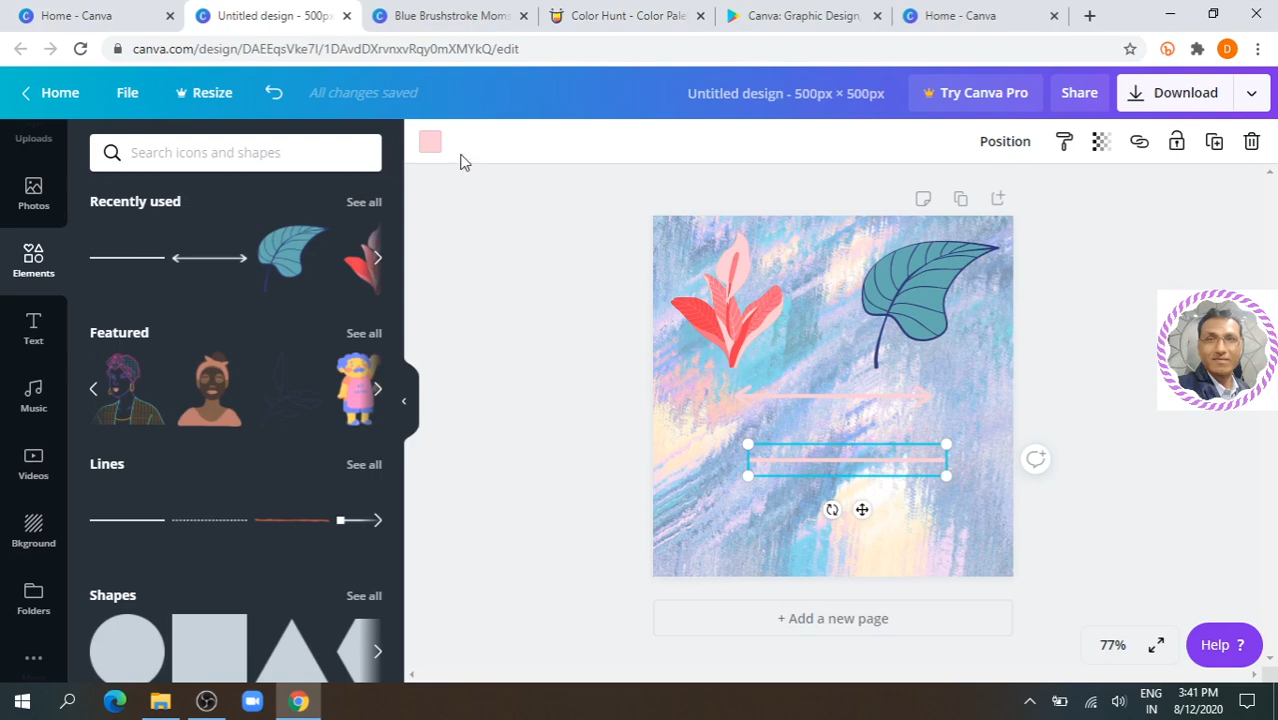 Home - Canva
Untitled design - 500p
Blue Brushstroke Moms
Color Hunt - Color Pale
Canva: Graphic Design,
Home - Canva
canva.com/design/DAEEqsVke7I/1DAvdDXrvnxvRqy0mXMYkQ/edit
D
Home
File
Resize
All changes saved
Untitled design - 500px × 500px
Try Canva Pro
Share
Download
Uploads
Photos
Elements
Text
Music
Videos
Bkground
Folders
Search icons and shapes
Recently used
See all
Featured
See all
Lines
See all
Shapes
See all
Position
+ Add a new page
77%
Help ?
ENG
IN
3:41 PM
8/12/2020